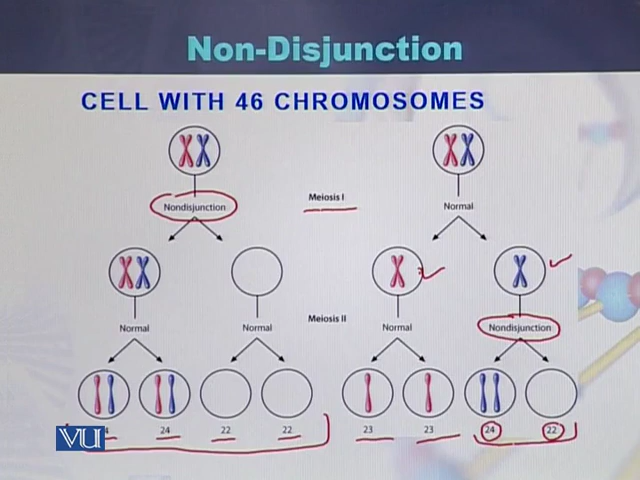 Non-Disjunction
CELL WITH 46 CHROMOSOMES
Nondisjunction
Meiosis I
Normal
Meiosis II
Normal
Normal
Normal
Nondisjunction
24
22
22
23
23
24
22
VU